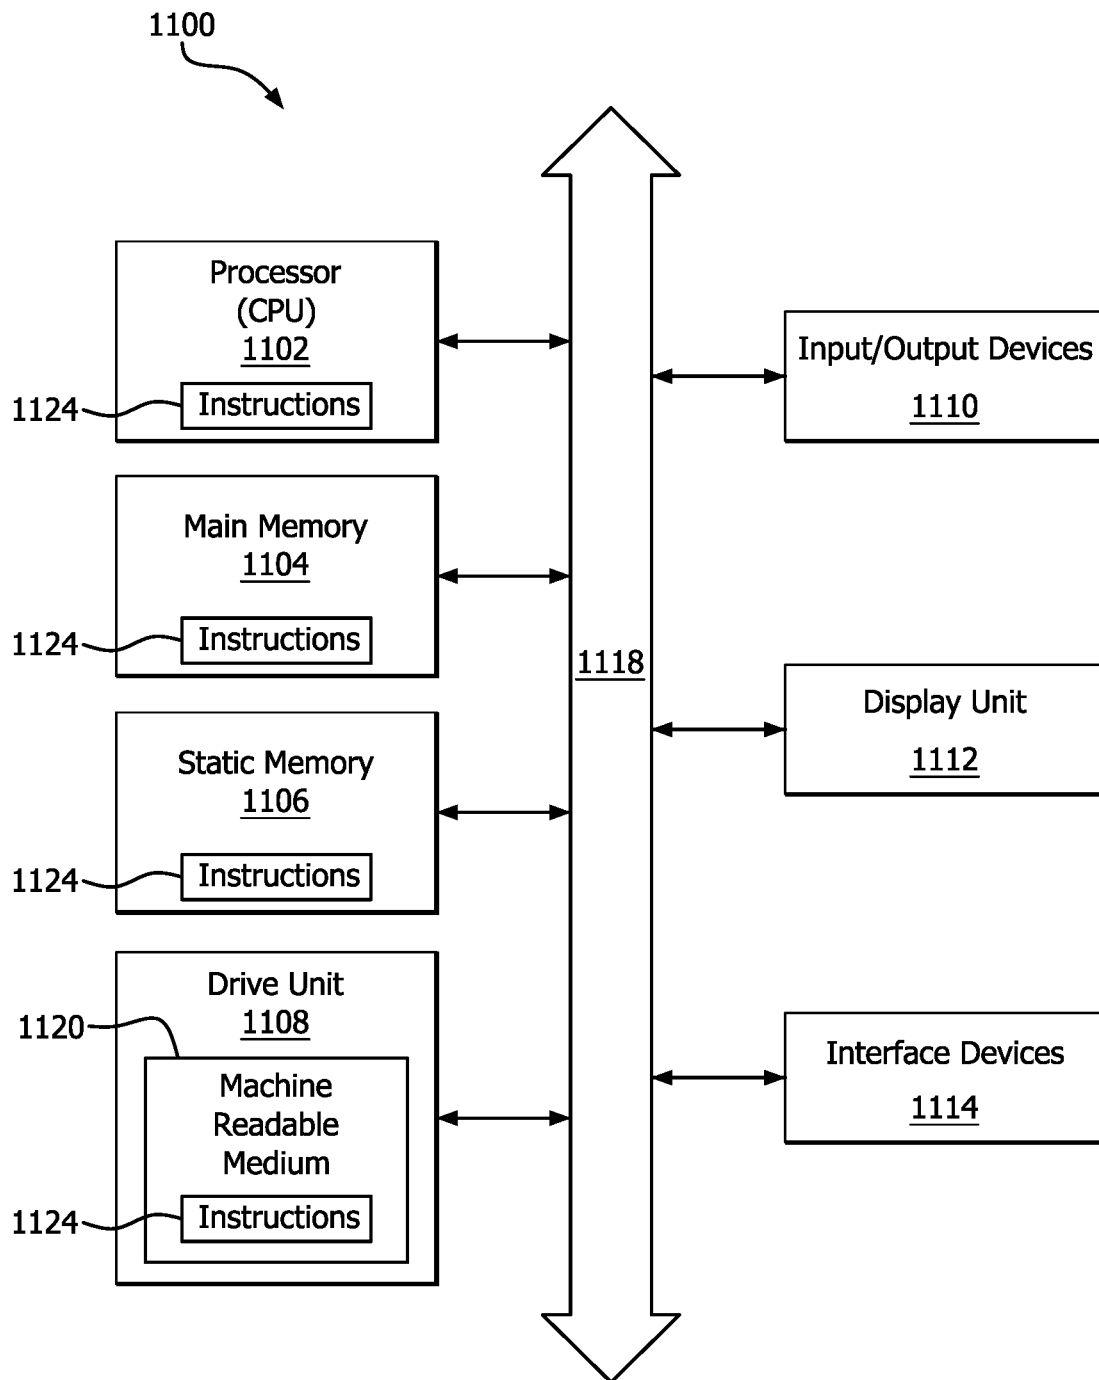 1100
Processor
(CPU)
1102
1124
Instructions
Main Memory
1104
1124
Instructions
Static Memory
1106
1124
Instructions
Drive Unit
1108
1120
Machine
Readable
Medium
1124
Instructions
1118
Input/Output Devices
1110
Display Unit
1112
Interface Devices
1114